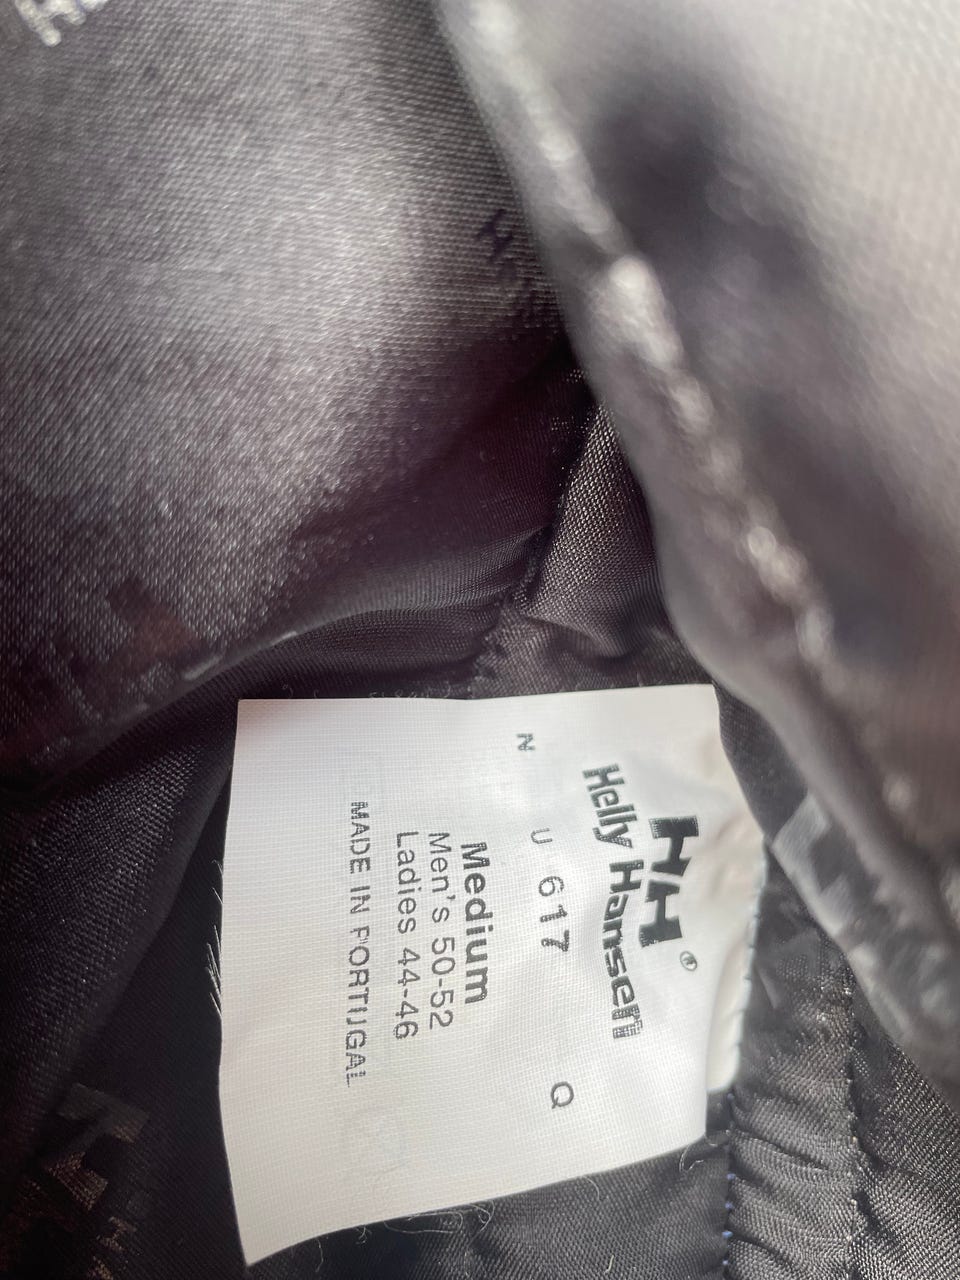 HH®
Helly Hansen
N U 617 Q
Medium
Men's 50-52
Ladies 44-46
MADE IN PORTUGAL